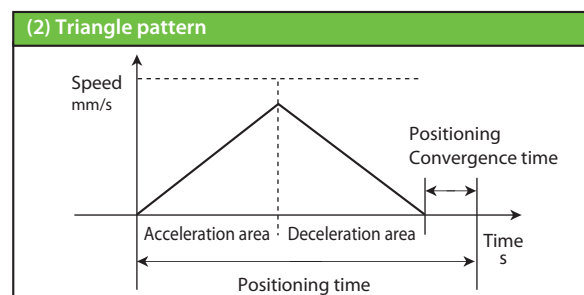 (2) Triangle pattern
Speed
mm/s
Positioning
Convergence time
Acceleration area
Deceleration area
Time
s
Positioning time